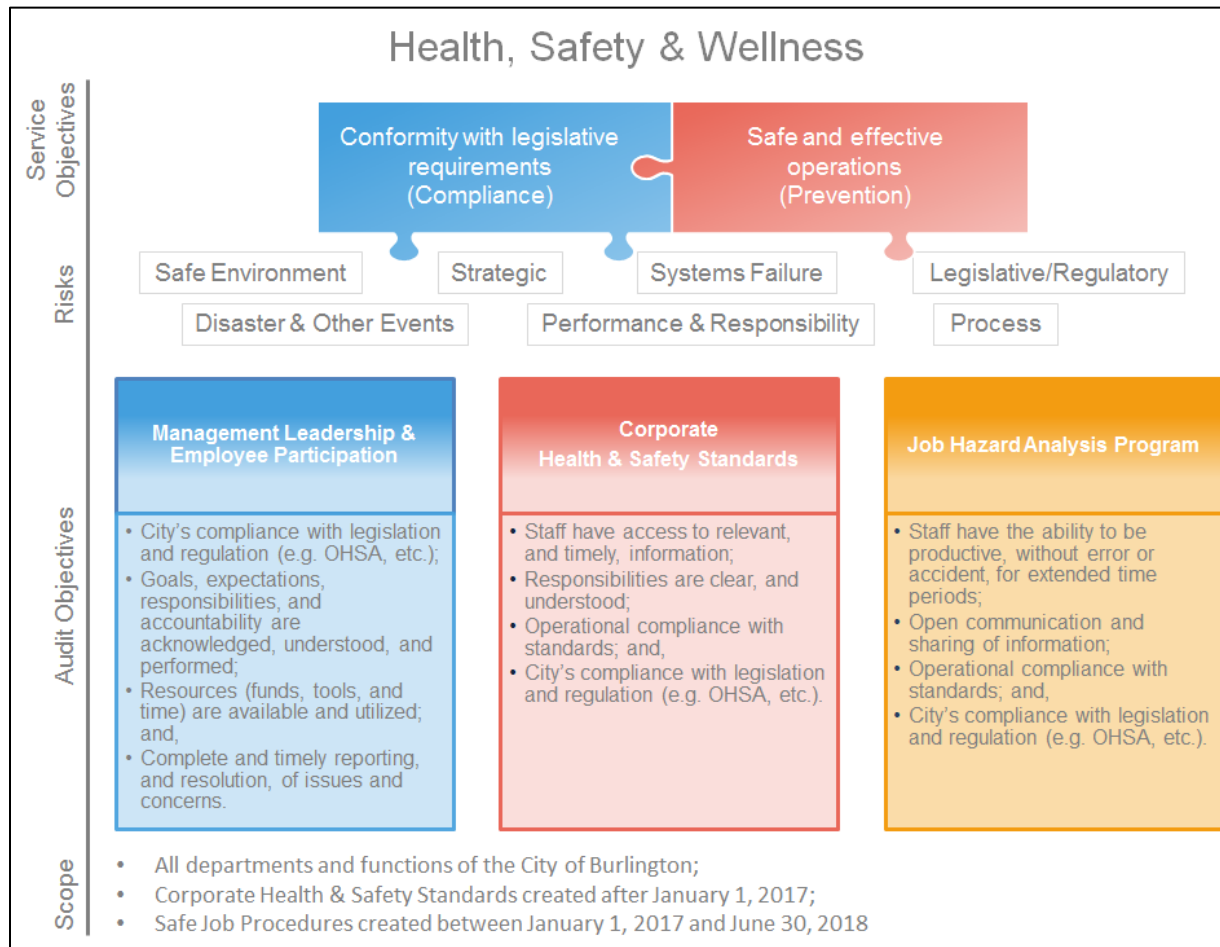 Health, Safety & Wellness
Service
Objectives
Conformity with legislative
requirements
(Compliance)
Safe and effective
operations
(Prevention)
Risks
Safe Environment
Strategic
Systems Failure
Legislative/Regulatory
Disaster & Other Events
Performance & Responsibility
Process
Audit Objectives
Management Leadership &
Employee Participation
• City's compliance with legislation
and regulation (e.g. OHSA, etc.);
• Goals, expectations,
responsibilities, and
accountability are
acknowledged, understood, and
performed;
• Resources (funds, tools, and
time) are available and utilized;
and,
• Complete and timely reporting,
and resolution, of issues and
concerns.
Corporate
Health & Safety Standards
• Staff have access to relevant,
and timely, information;
• Responsibilities are clear, and
understood;
• Operational compliance with
standards; and,
• City's compliance with legislation
and regulation (e.g. OHSA, etc.).
Job Hazard Analysis Program
• Staff have the ability to be
productive, without error or
accident, for extended time
periods;
• Open communication and
sharing of information;
• Operational compliance with
standards; and,
• City's compliance with legislation
and regulation (e.g. OHSA, etc.).
Scope
• All departments and functions of the City of Burlington;
• Corporate Health & Safety Standards created after January 1, 2017;
• Safe Job Procedures created between January 1, 2017 and June 30, 2018